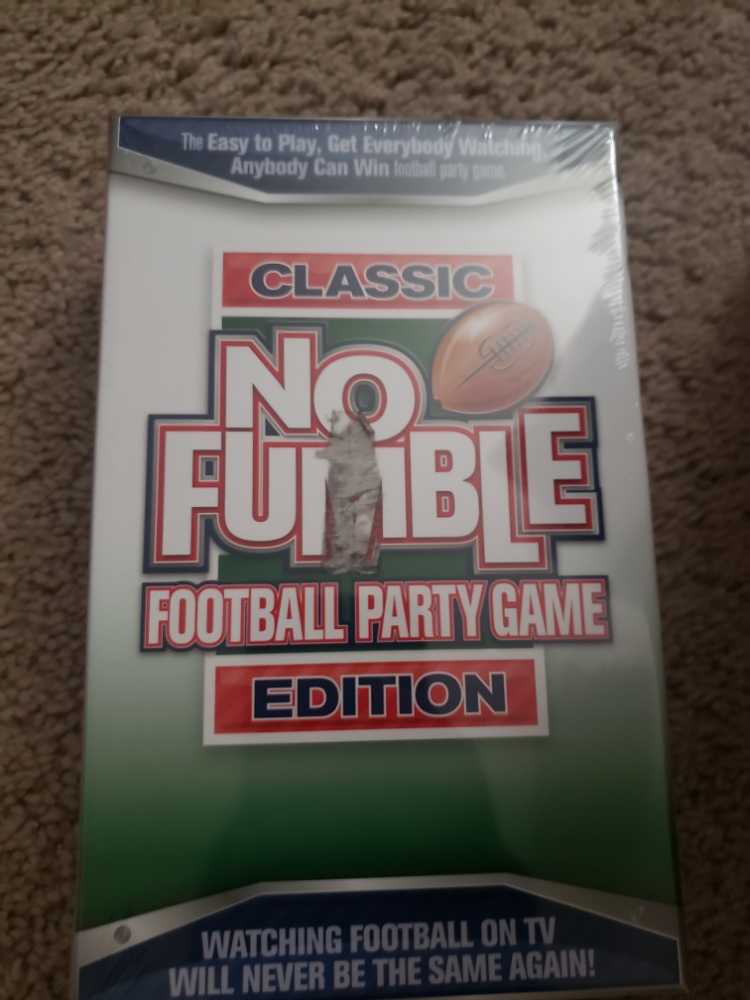 The Easy to Play, Get Everybody Watching,
Anybody Can Win football party game.
CLASSIC
NO
FUMBLE
FOOTBALL PARTY GAME
EDITION
WATCHING FOOTBALL ON TV
WILL NEVER BE THE SAME AGAIN!